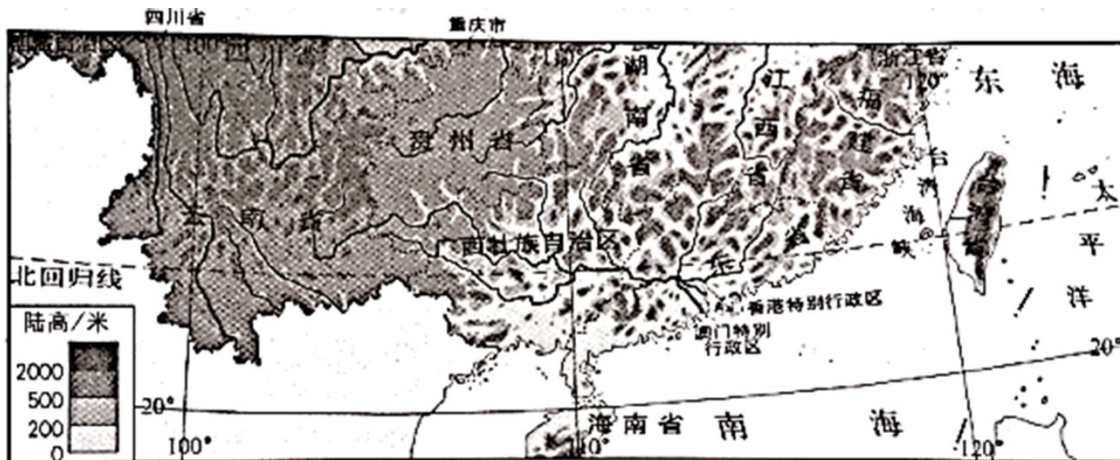 四川省
重庆市
浙江省
100
120°
四
湖南省
江西省
福建省
贵州省
云南省
西壮族自治区
广
东
省
台湾海峡
台湾
东海
太平洋
北回归线
香港特别行政区
澳门特别
行政区
陆高/米
2000
500
200
0
20°
20°
100°
110°
120°
海南省
南海